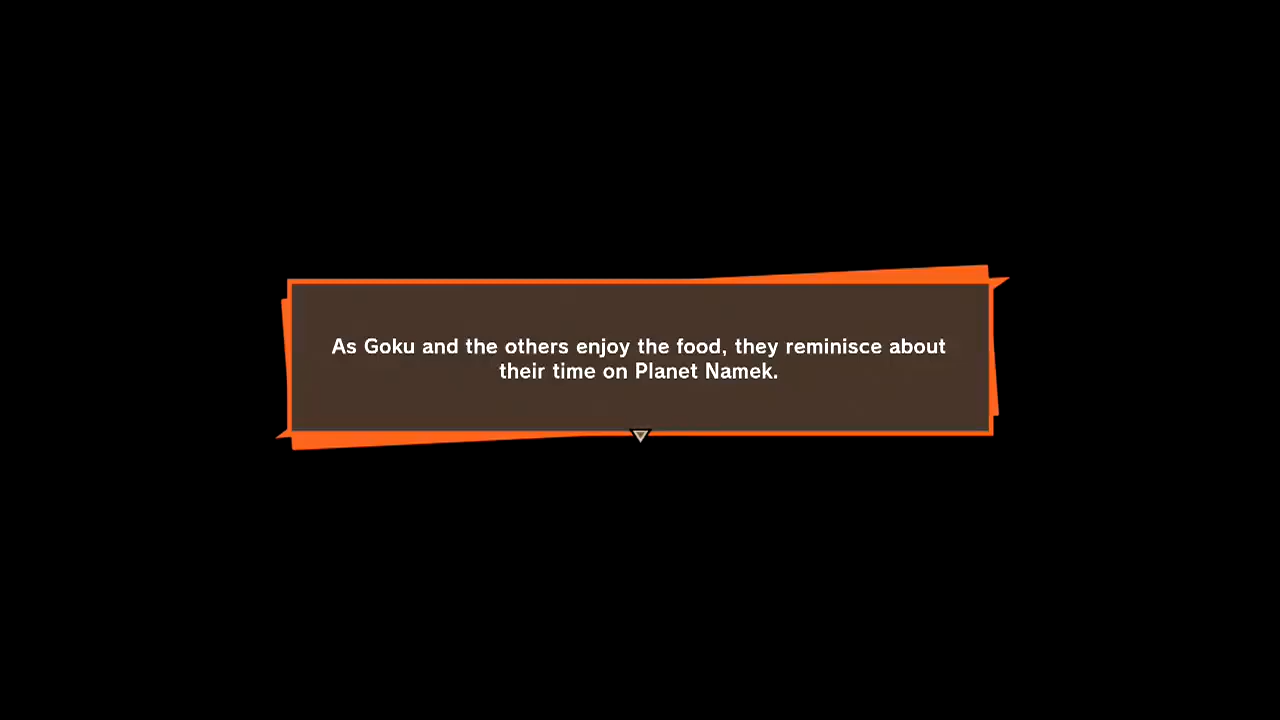 As Goku and the others enjoy the food, they reminisce about
their time on Planet Namek.